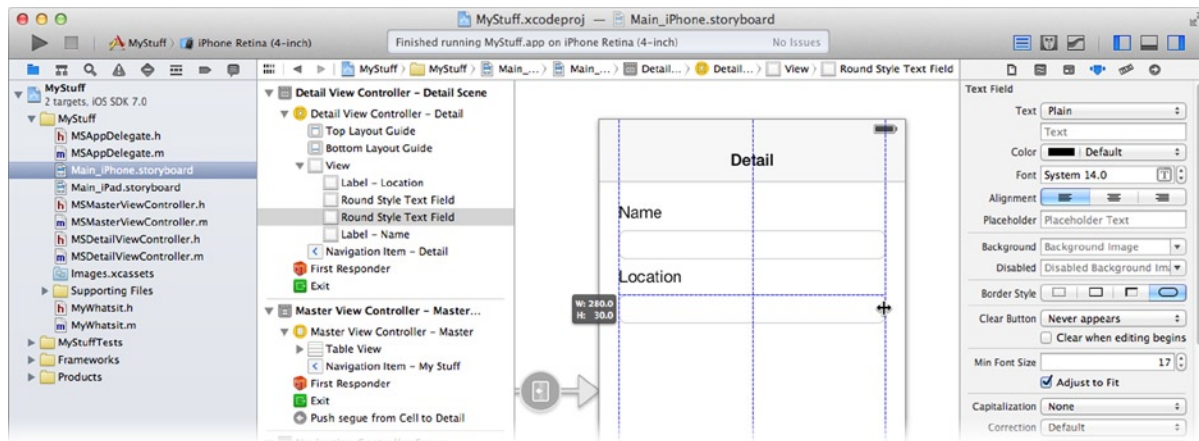 MyStuff.xcodeproj — Main_iPhone.storyboard
MyStuff 〉 iPhone Retina (4-inch)
Finished running MyStuff.app on iPhone Retina (4-inch)
No Issues
MyStuff 〉 MyStuff 〉 Main_...〉 Main_...〉 Detail...〉 Detail...〉 View 〉 Round Style Text Field
MyStuff
2 targets, iOS SDK 7.0
MyStuff
h MSAppDelegate.h
m MSAppDelegate.m
Main_iPhone.storyboard
Main_iPad.storyboard
h MSMasterViewController.h
m MSMasterViewController.m
h MSDetailViewController.h
m MSDetailViewController.m
Images.xcassets
Supporting Files
h MyWhatsit.h
m MyWhatsit.m
MyStuffTests
Frameworks
Products
Detail View Controller – Detail Scene
Detail View Controller – Detail
Top Layout Guide
Bottom Layout Guide
View
Label – Location
Round Style Text Field
Round Style Text Field
Label – Name
Navigation Item – Detail
First Responder
Exit
Master View Controller – Master...
Master View Controller – Master
Table View
Navigation Item – My Stuff
First Responder
Exit
Push segue from Cell to Detail
Detail
Name
Location
W: 280.0
H: 30.0
Text Field
Text Plain
Text
Color Default
Font System 14.0 T
Alignment
Placeholder Placeholder Text
Background Background Image
Disabled Disabled Background Im
Border Style
Clear Button Never appears
Clear when editing begins
Min Font Size 17
Adjust to Fit
Capitalization None
Correction Default